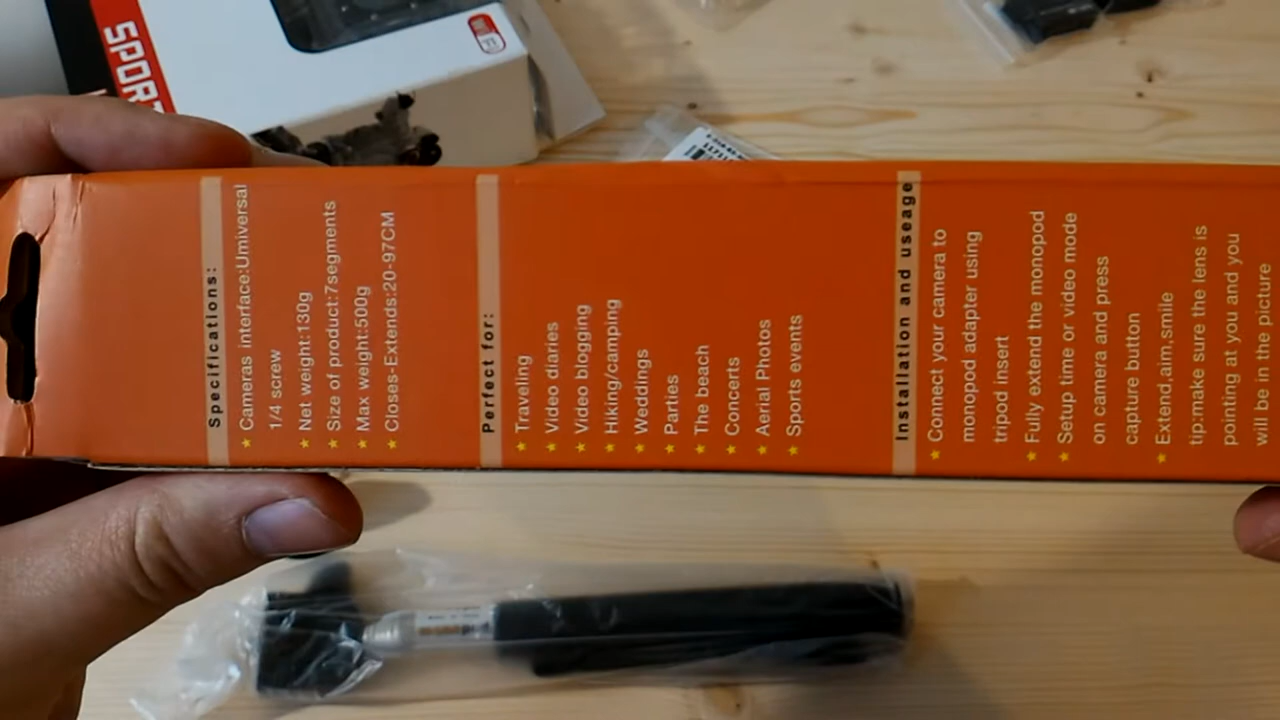 SPORT
Specifications:
Cameras interface:Umiversal
1/4 screw
Net weight:130g
Size of product:7segments
Max weight:500g
Closes-Extends:20-97CM
Perfect for:
Traveling
Video diaries
Video blogging
Hiking/camping
Weddings
Parties
The beach
Concerts
Aerial Photos
Sports events
Installation and useage
Connect your camera to
monopod adapter using
tripod insert
Fully extend the monopod
Setup time or video mode
on camera and press
capture button
Extend,aim,smile
tip:make sure the lens is
pointing at you and you
will be in the picture